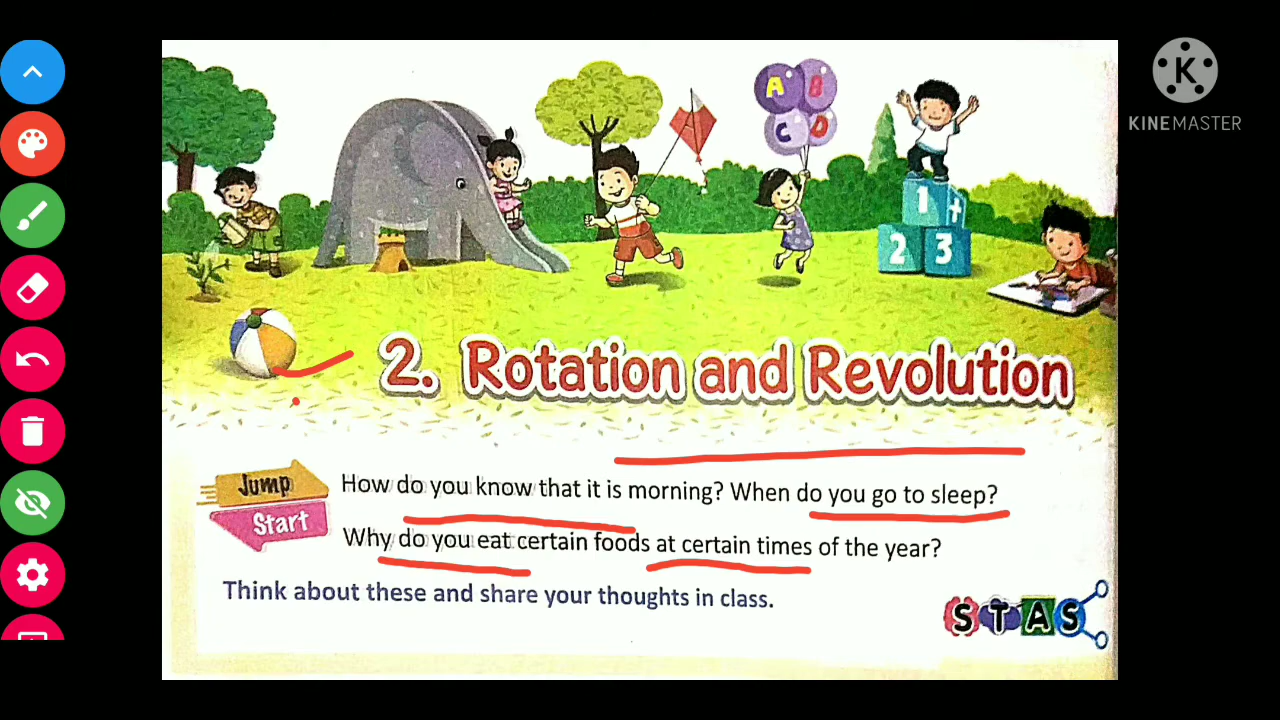 KINEMASTER
A B
C D
1 +
2 3
2. Rotation and Revolution
Jump
Start
How do you know that it is morning? When do you go to sleep?
Why do you eat certain foods at certain times of the year?
Think about these and share your thoughts in class.
STAS